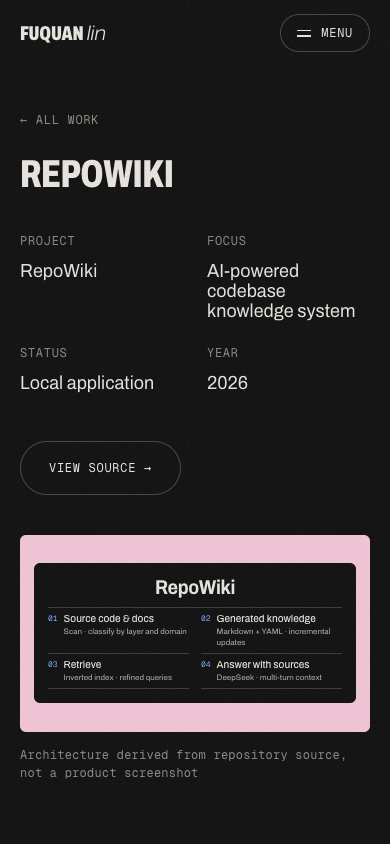 FUQUAN lin
MENU
← ALL WORK
REPOWIKI
PROJECT
RepoWiki
FOCUS
AI-powered
codebase
knowledge system
STATUS
Local application
YEAR
2026
VIEW SOURCE →
RepoWiki
01 Source code & docs
Scan · classify by layer and domain
02 Generated knowledge
Markdown + YAML · incremental
updates
03 Retrieve
Inverted index · refined queries
04 Answer with sources
DeepSeek · multi-turn context
Architecture derived from repository source,
not a product screenshot